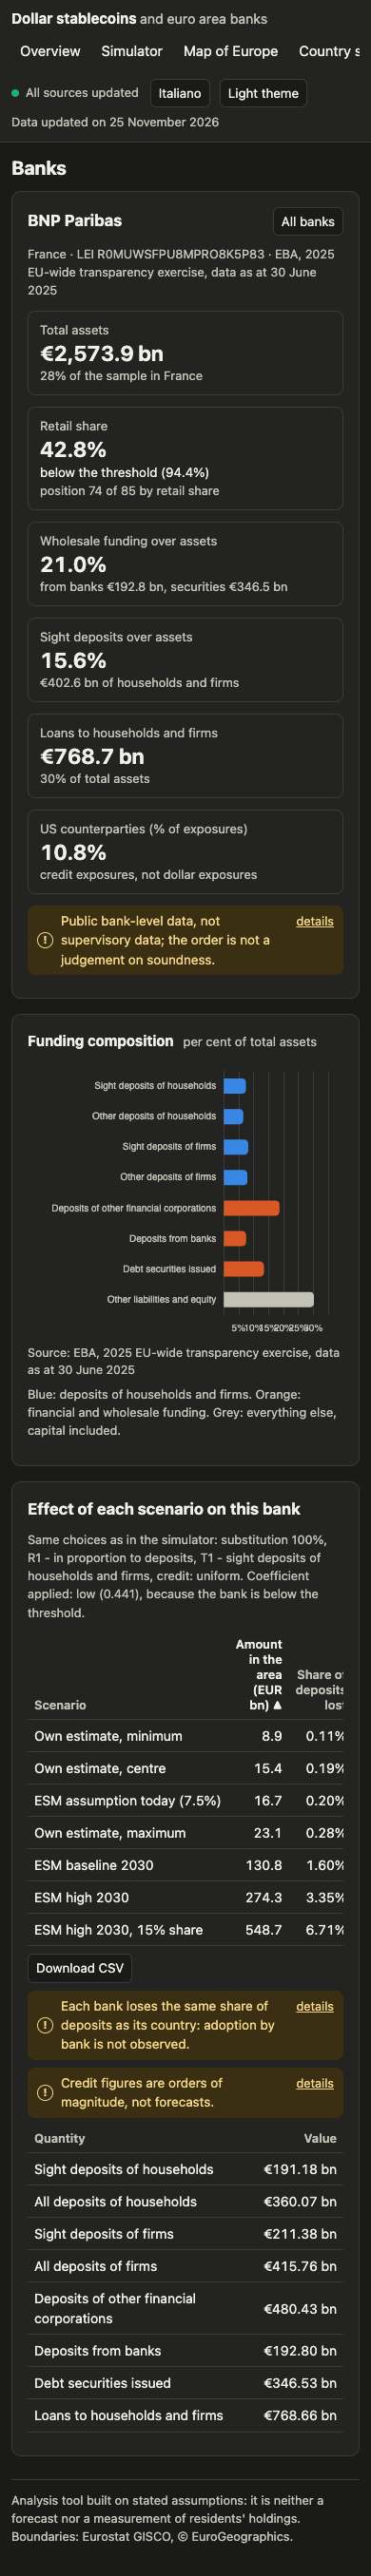 Dollar stablecoins and euro area banks
Overview Simulator Map of Europe Country s
All sources updated Italiano Light theme
Data updated on 25 November 2026
Banks
BNP Paribas All banks
France · LEI R0MUWSFPU8MPRO8K5P83 · EBA, 2025
EU-wide transparency exercise, data as at 30 June
2025
Total assets
€2,573.9 bn
28% of the sample in France
Retail share
42.8%
below the threshold (94.4%)
position 74 of 85 by retail share
Wholesale funding over assets
21.0%
from banks €192.8 bn, securities €346.5 bn
Sight deposits over assets
15.6%
€402.6 bn of households and firms
Loans to households and firms
€768.7 bn
30% of total assets
US counterparties (% of exposures)
10.8%
credit exposures, not dollar exposures
Public bank-level data, not details
supervisory data; the order is not a
judgement on soundness.
Funding composition per cent of total assets
Sight deposits of households
Other deposits of households
Sight deposits of firms
Other deposits of firms
Deposits of other financial corporations
Deposits from banks
Debt securities issued
Other liabilities and equity
5% 10% 15% 20% 25% 30%
Source: EBA, 2025 EU-wide transparency exercise, data
as at 30 June 2025
Blue: deposits of households and firms. Orange:
financial and wholesale funding. Grey: everything else,
capital included.
Effect of each scenario on this bank
Same choices as in the simulator: substitution 100%,
R1 - in proportion to deposits, T1 - sight deposits of
households and firms, credit: uniform. Coefficient
applied: low (0.441), because the bank is below the
threshold.
Amount
in the
area Share of
(EUR deposits
Scenario bn) ▲ lost
Own estimate, minimum 8.9 0.11%
Own estimate, centre 15.4 0.19%
ESM assumption today (7.5%) 16.7 0.20%
Own estimate, maximum 23.1 0.28%
ESM baseline 2030 130.8 1.60%
ESM high 2030 274.3 3.35%
ESM high 2030, 15% share 548.7 6.71%
Download CSV
Each bank loses the same share of details
deposits as its country: adoption by
bank is not observed.
Credit figures are orders of details
magnitude, not forecasts.
Quantity Value
Sight deposits of households €191.18 bn
All deposits of households €360.07 bn
Sight deposits of firms €211.38 bn
All deposits of firms €415.76 bn
Deposits of other financial
corporations €480.43 bn
Deposits from banks €192.80 bn
Debt securities issued €346.53 bn
Loans to households and firms €768.66 bn
Analysis tool built on stated assumptions: it is neither a
forecast nor a measurement of residents' holdings.
Boundaries: Eurostat GISCO, © EuroGeographics.